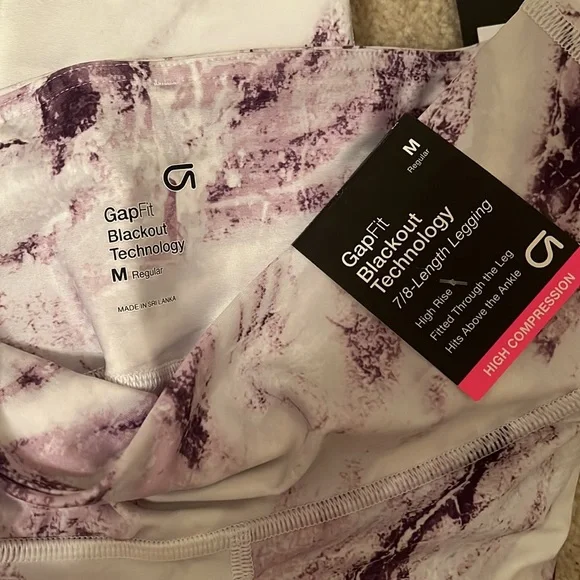 GapFit
Blackout
Technology
M Regular
MADE IN SRI LANKA
M
Regular
GapFit
Blackout
Technology
7/8-Length Legging
High Rise
Fitted Through the Leg
Hits Above the Ankle
HIGH COMPRESSION